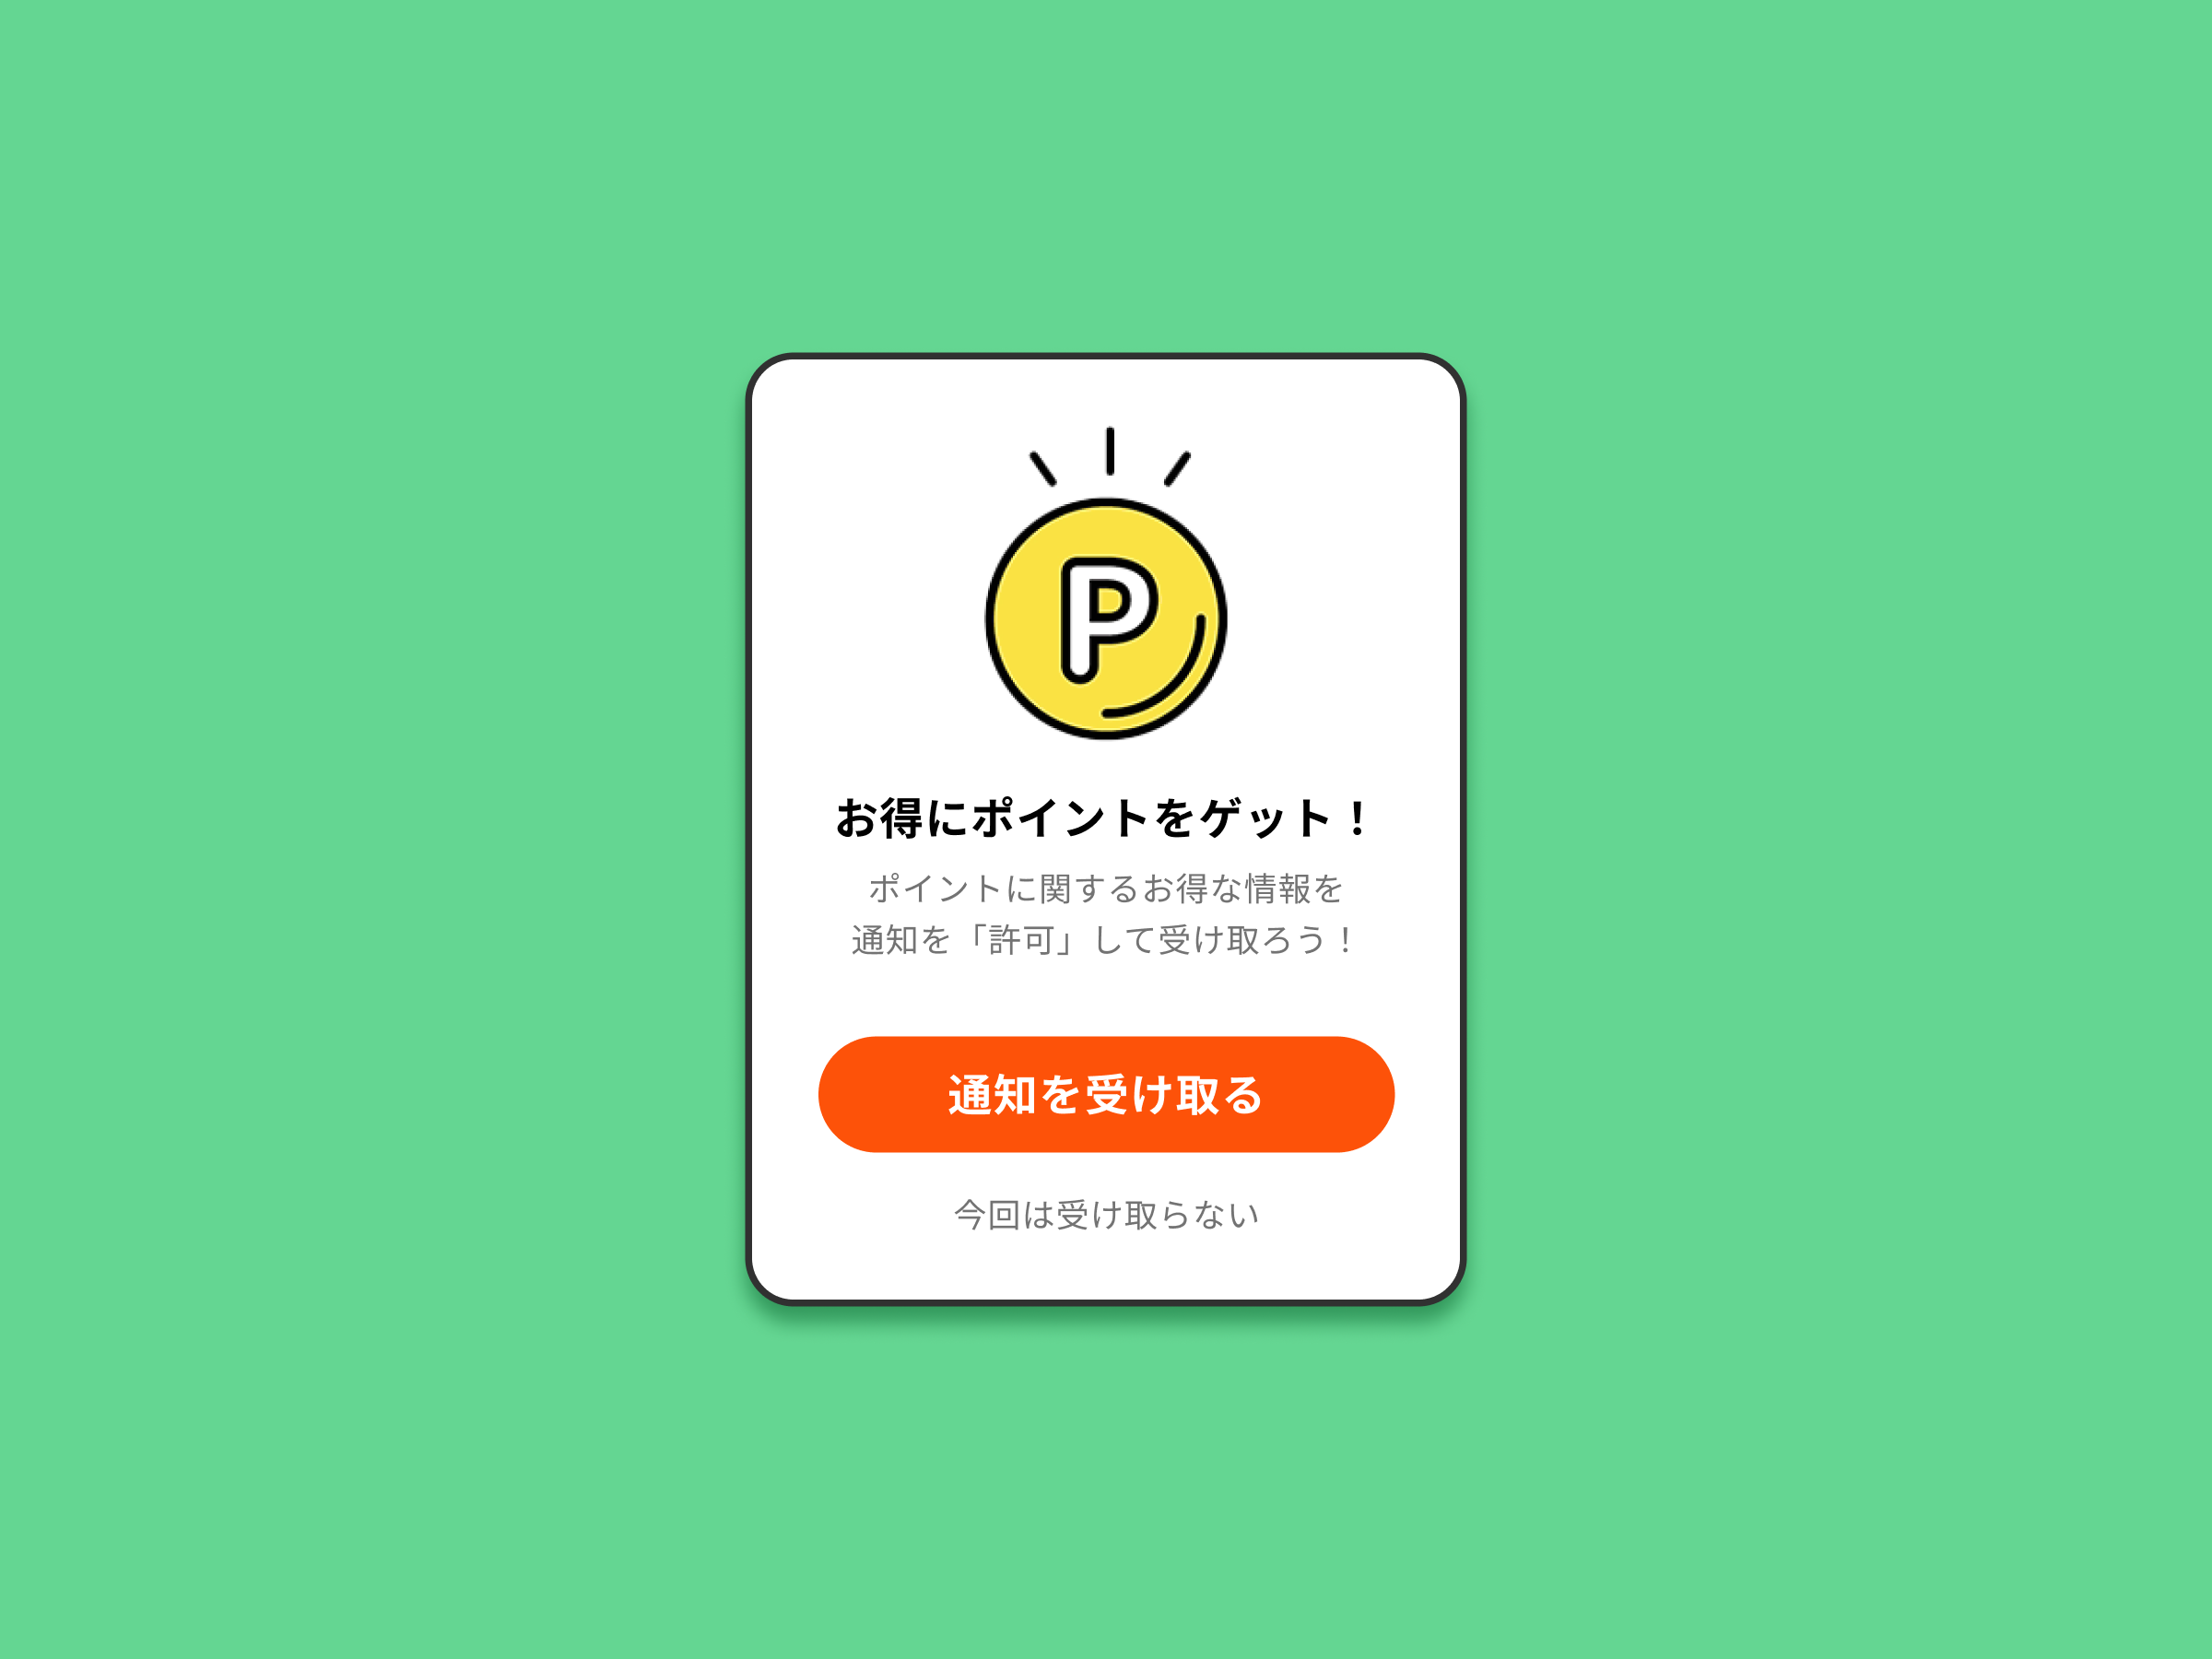 P
お得にポイントをゲット！
ポイントに関するお得な情報を
通知を「許可」して受け取ろう！
通知を受け取る
今回は受け取らない